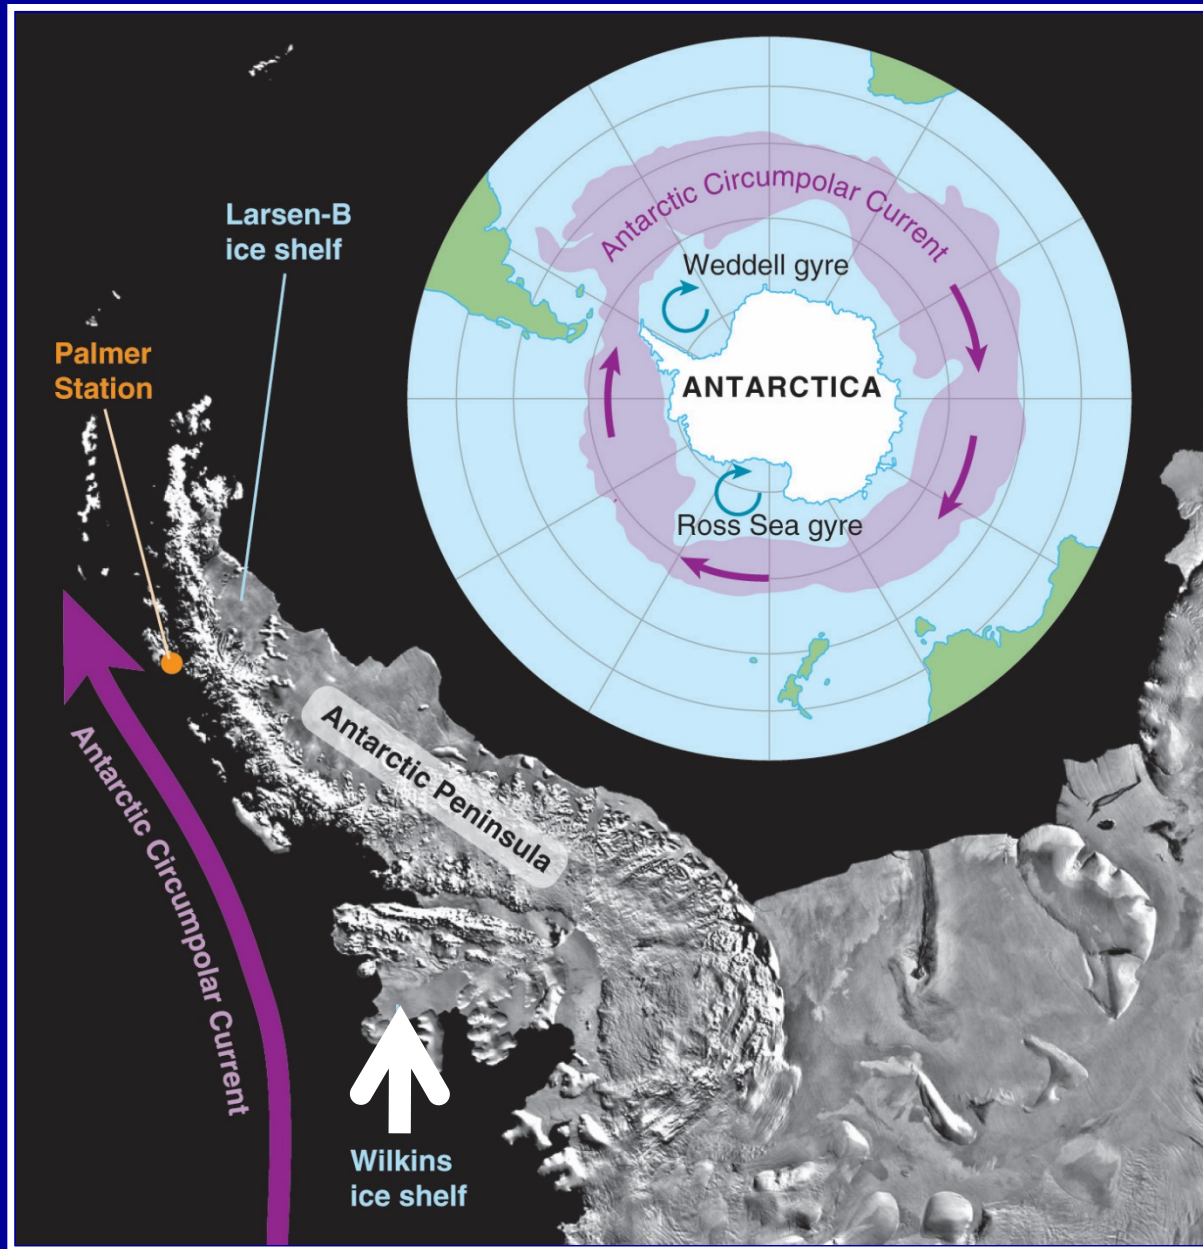 Larsen-B
ice shelf
Palmer
Station
Antarctic Circumpolar Current
Weddell gyre
ANTARCTICA
Ross Sea gyre
Antarctic Peninsula
Antarctic Circumpolar Current
Wilkins
ice shelf